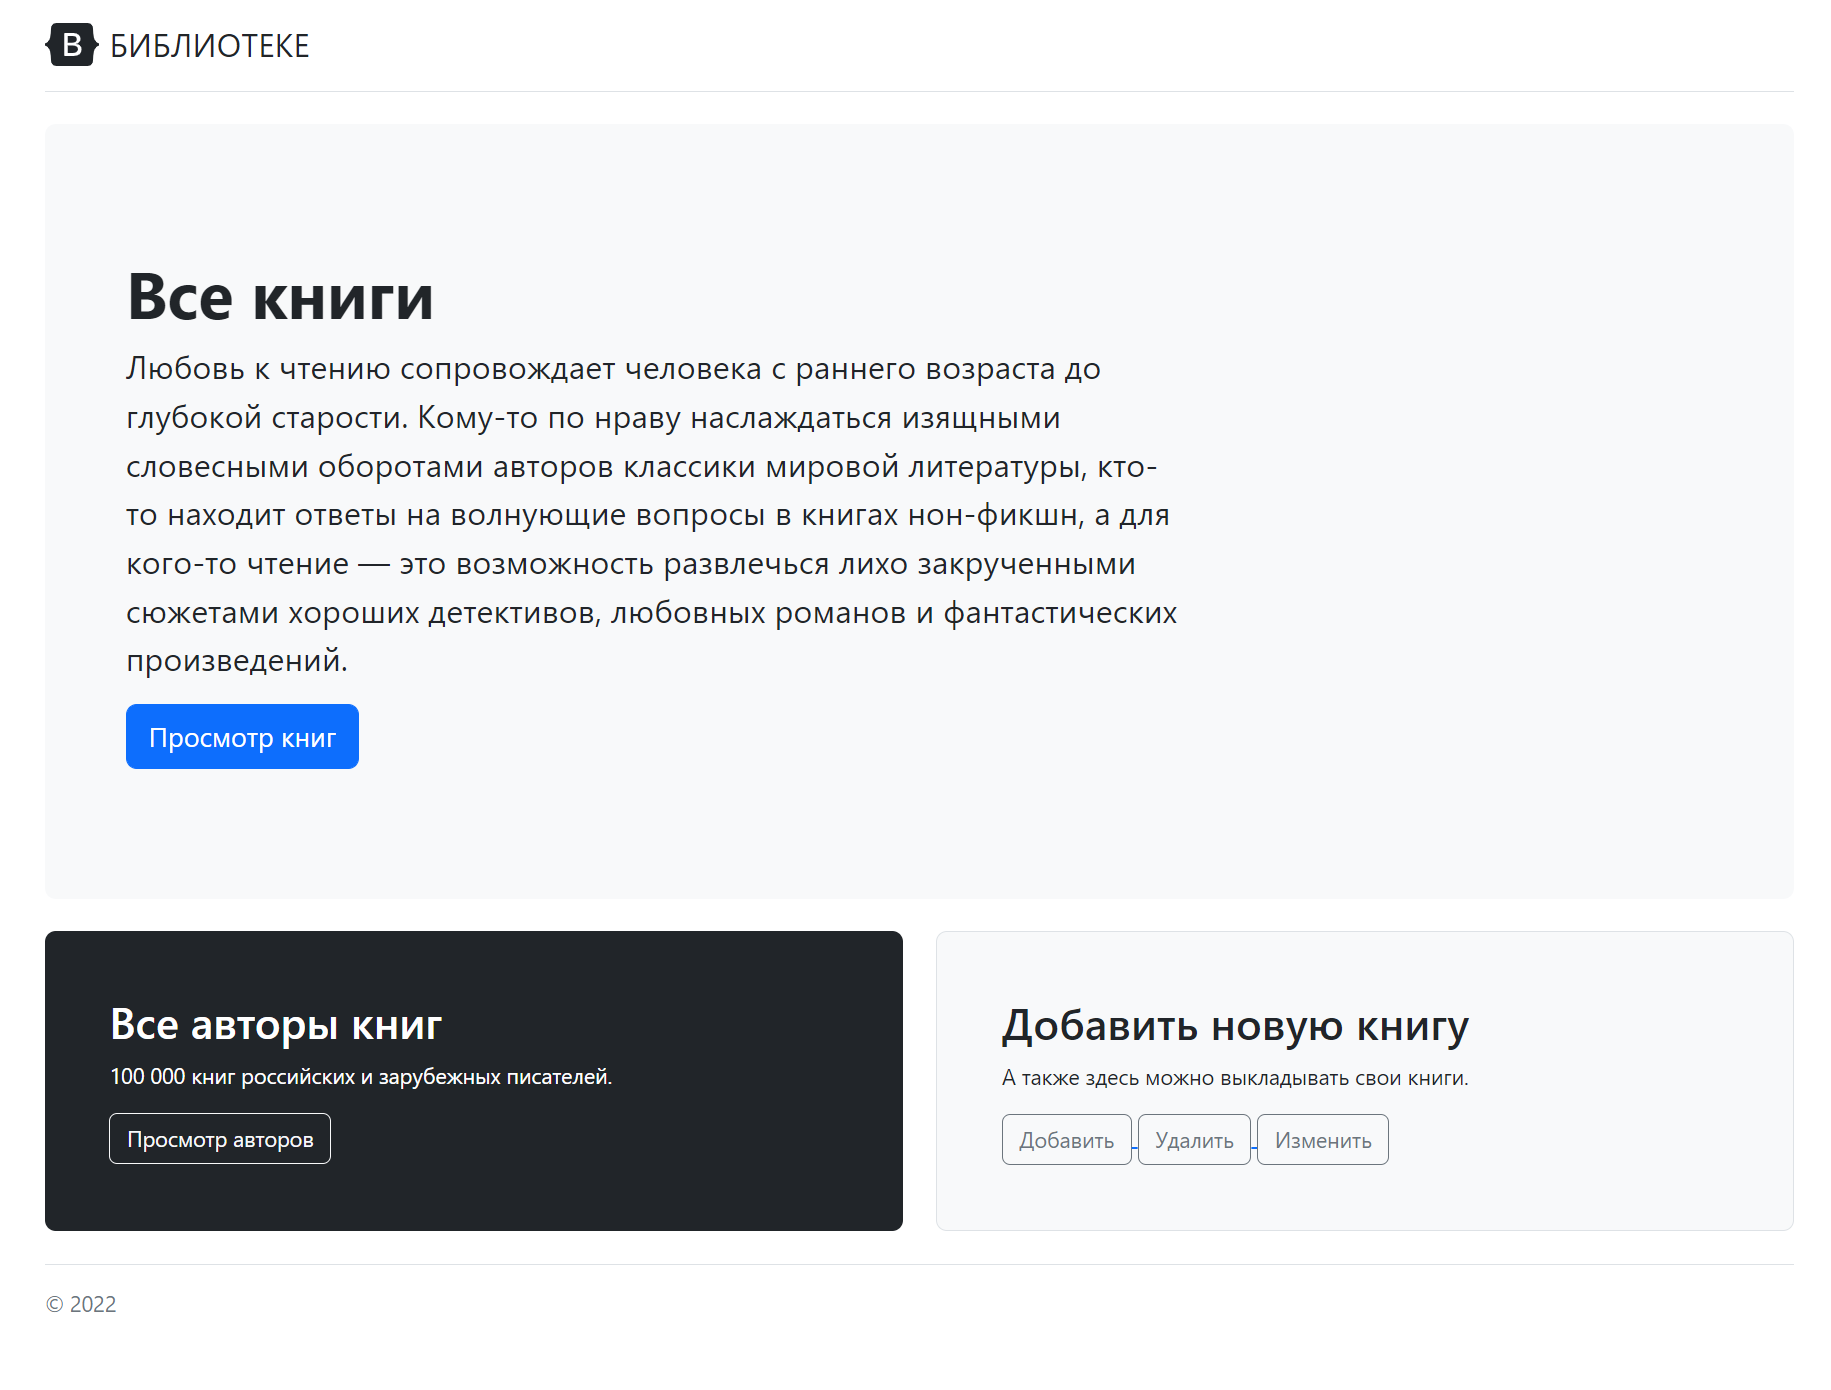 B БИБЛИОТЕКЕ
Все книги
Любовь к чтению сопровождает человека с раннего возраста до
глубокой старости. Кому-то по нраву наслаждаться изящными
словесными оборотами авторов классики мировой литературы, кто-
то находит ответы на волнующие вопросы в книгах нон-фикшн, а для
кого-то чтение — это возможность развлечься лихо закрученными
сюжетами хороших детективов, любовных романов и фантастических
произведений.
Просмотр книг
Все авторы книг
100 000 книг российских и зарубежных писателей.
Просмотр авторов
Добавить новую книгу
А также здесь можно выкладывать свои книги.
Добавить Удалить Изменить
© 2022